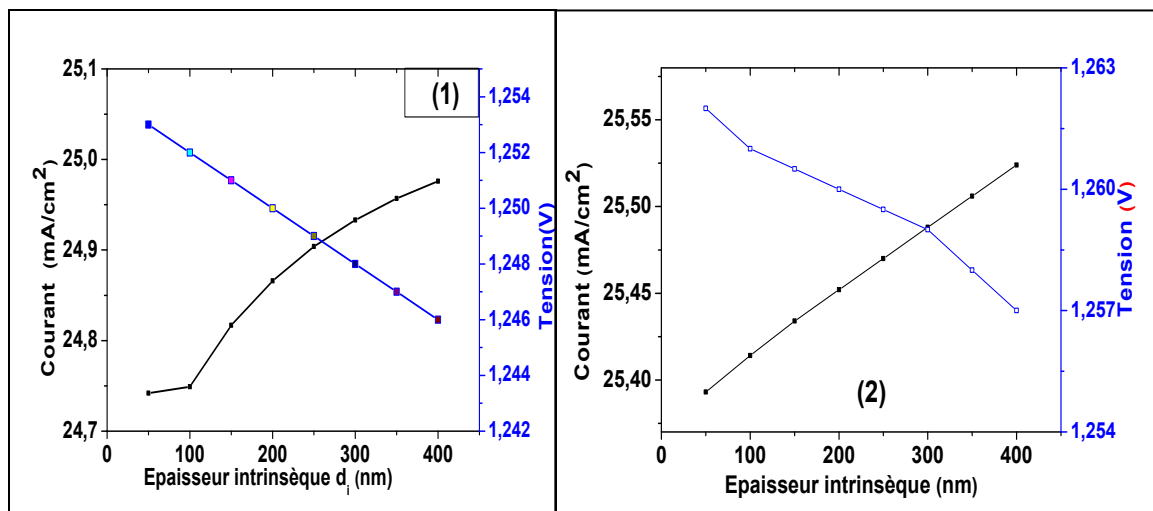 (1)
Courant (mA/cm²)
25,1
25,0
24,9
24,8
24,7
0 100 200 300 400
Epaisseur intrinsèque dᵢ (nm)
1,254
1,252
1,250
1,248
1,246
1,244
1,242
Tension(V)
(2)
Courant (mA/cm²)
25,55
25,50
25,45
25,40
0 100 200 300 400
Epaisseur intrinsèque (nm)
1,263
1,260
1,257
1,254
Tension (V)